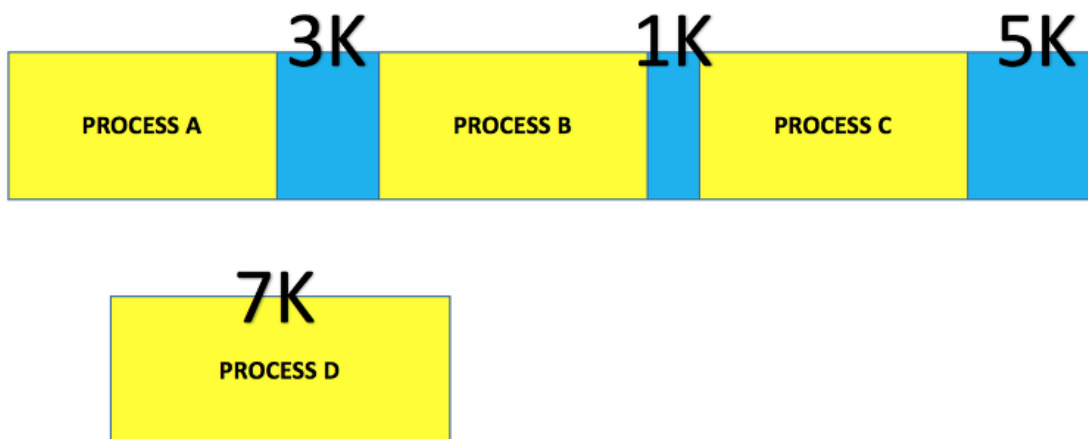 3K 1K 5K
PROCESS A PROCESS B PROCESS C
7K
PROCESS D